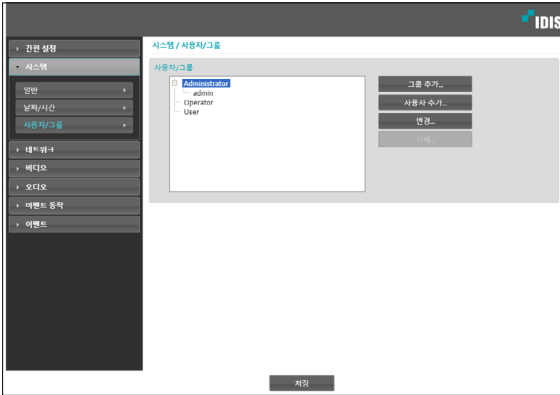 IDIS
간편 설정
시스템
일반
날짜/시간
사용자/그룹
네트워크
비디오
오디오
이벤트 동작
이벤트
시스템 / 사용자/그룹
사용자/그룹
Administrator
admin
Operator
User
그룹 추가...
사용자 추가...
변경...
삭제...
저장